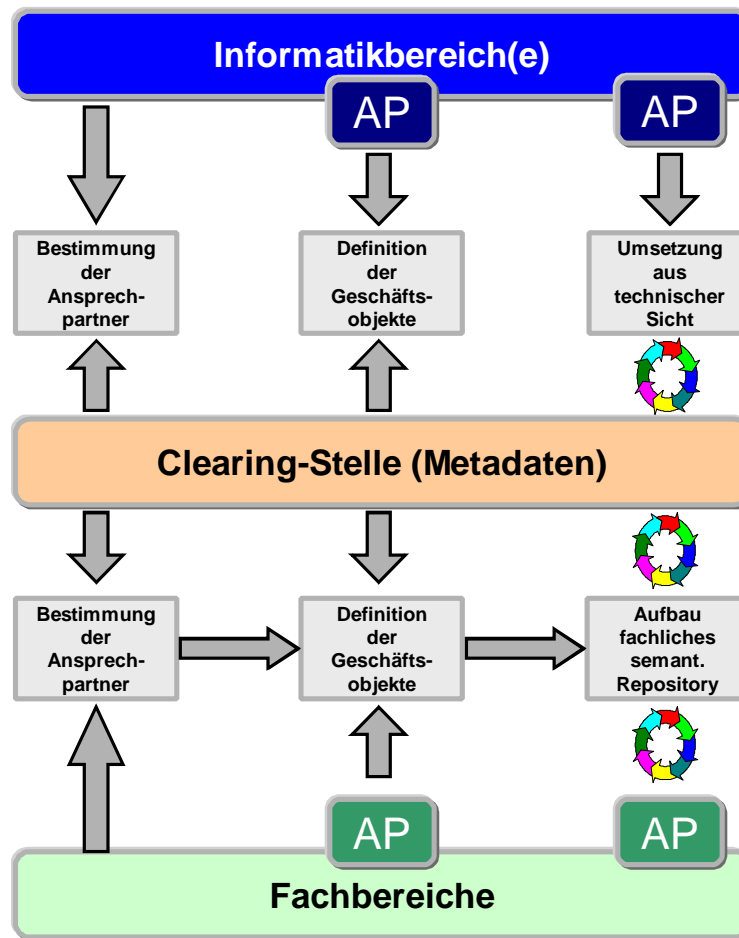 Informatikbereich(e)
AP
AP
Bestimmung
der
Ansprech-
partner
Definition
der
Geschäfts-
objekte
Umsetzung
aus
technischer
Sicht
Clearing-Stelle (Metadaten)
Bestimmung
der
Ansprech-
partner
Definition
der
Geschäfts-
objekte
Aufbau
fachliches
semant.
Repository
AP
AP
Fachbereiche